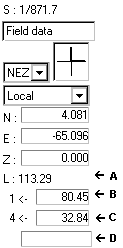 S : 1/871.7
Field data
NEZ
Local
N : 4.081
E : -65.096
Z : 0.000
L : 113.29 A
1 <- 80.45 B
4 <- 32.84 C
D